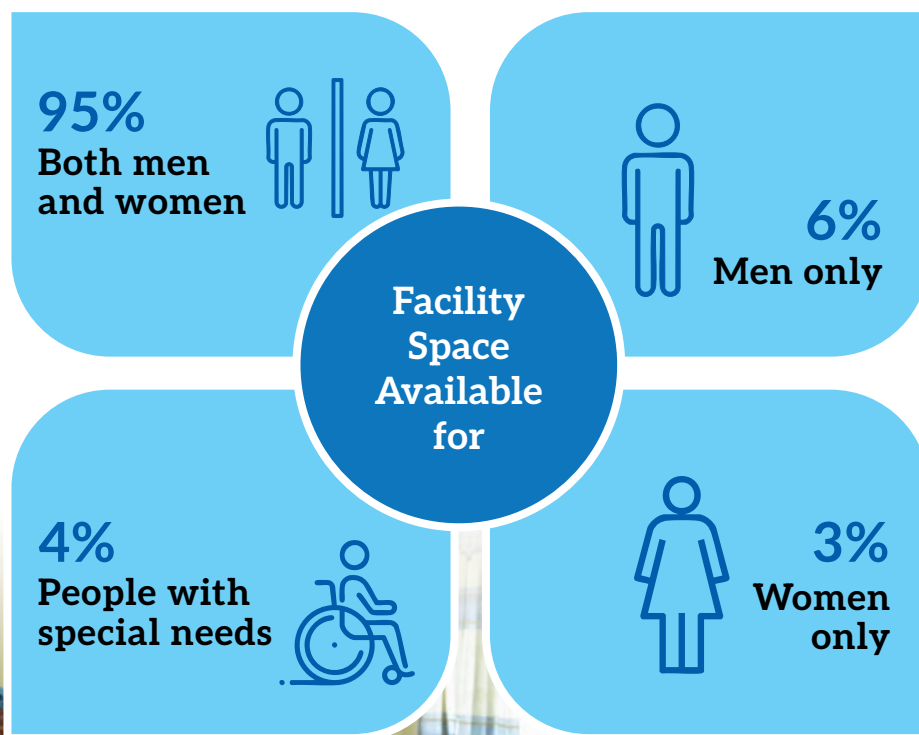 95%
Both men
and women
6%
Men only
Facility
Space
Available
for
4%
People with
special needs
3%
Women
only